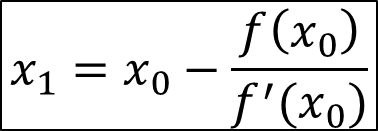 x₁ = x₀ − f(x₀) / f′(x₀)